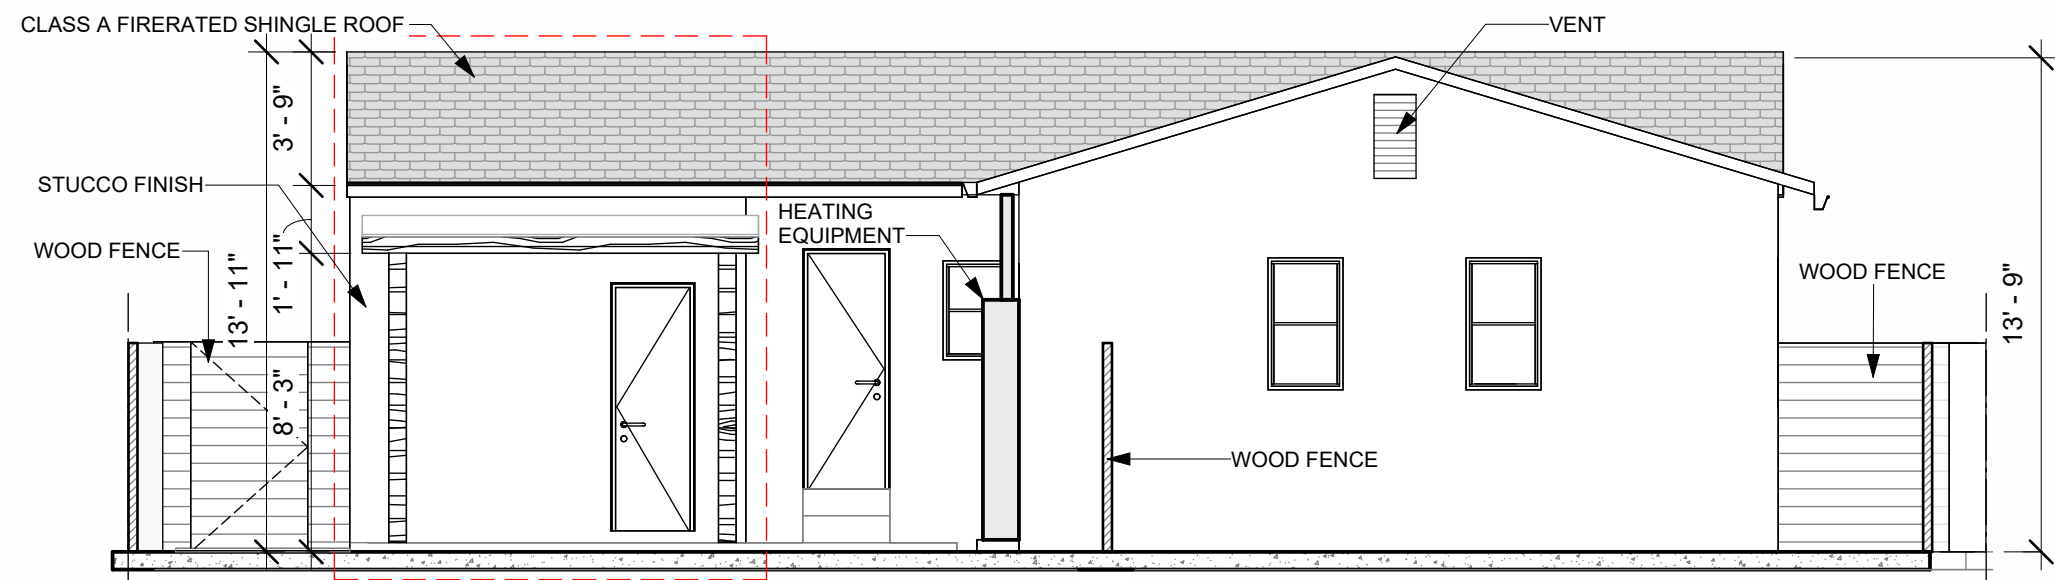 CLASS A FIRERATED SHINGLE ROOF
VENT
3' - 9"
STUCCO FINISH
HEATING
EQUIPMENT
WOOD FENCE
1' - 11"
13' - 11"
WOOD FENCE
13' - 9"
8' - 3"
WOOD FENCE